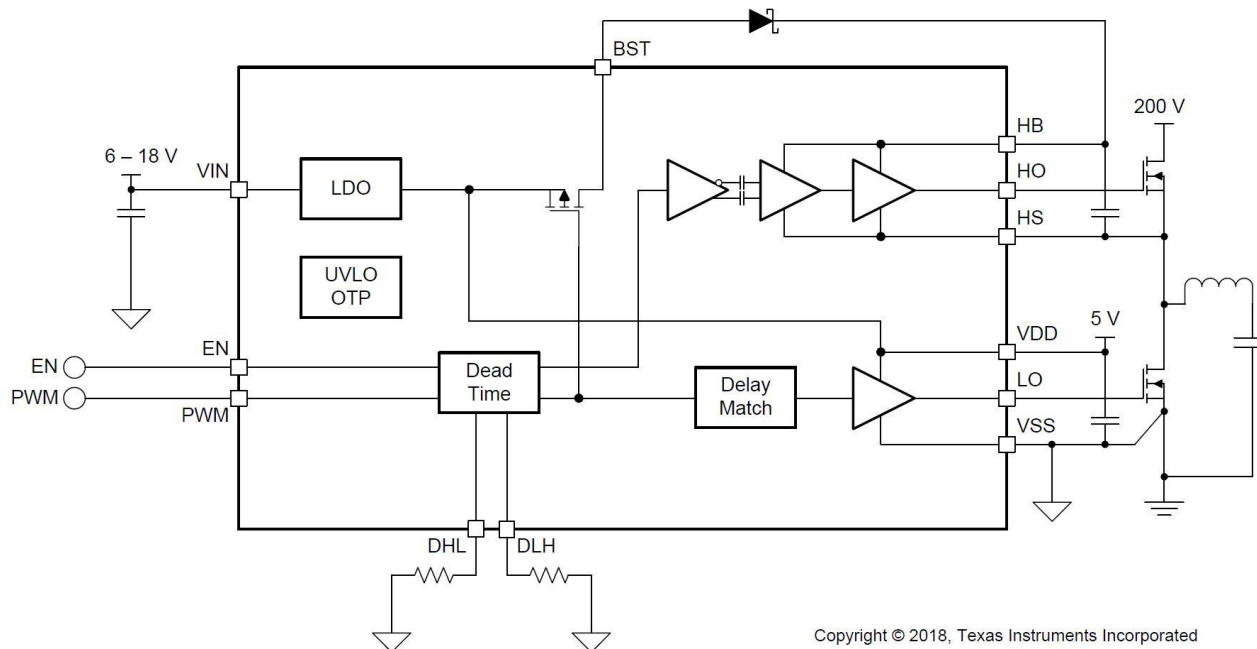 BST
200 V
HB
6 – 18 V
VIN
LDO
HO
HS
UVLO
OTP
5 V
EN
VDD
EN
Dead
Time
Delay
Match
LO
PWM
PWM
VSS
DHL
DLH
Copyright © 2018, Texas Instruments Incorporated